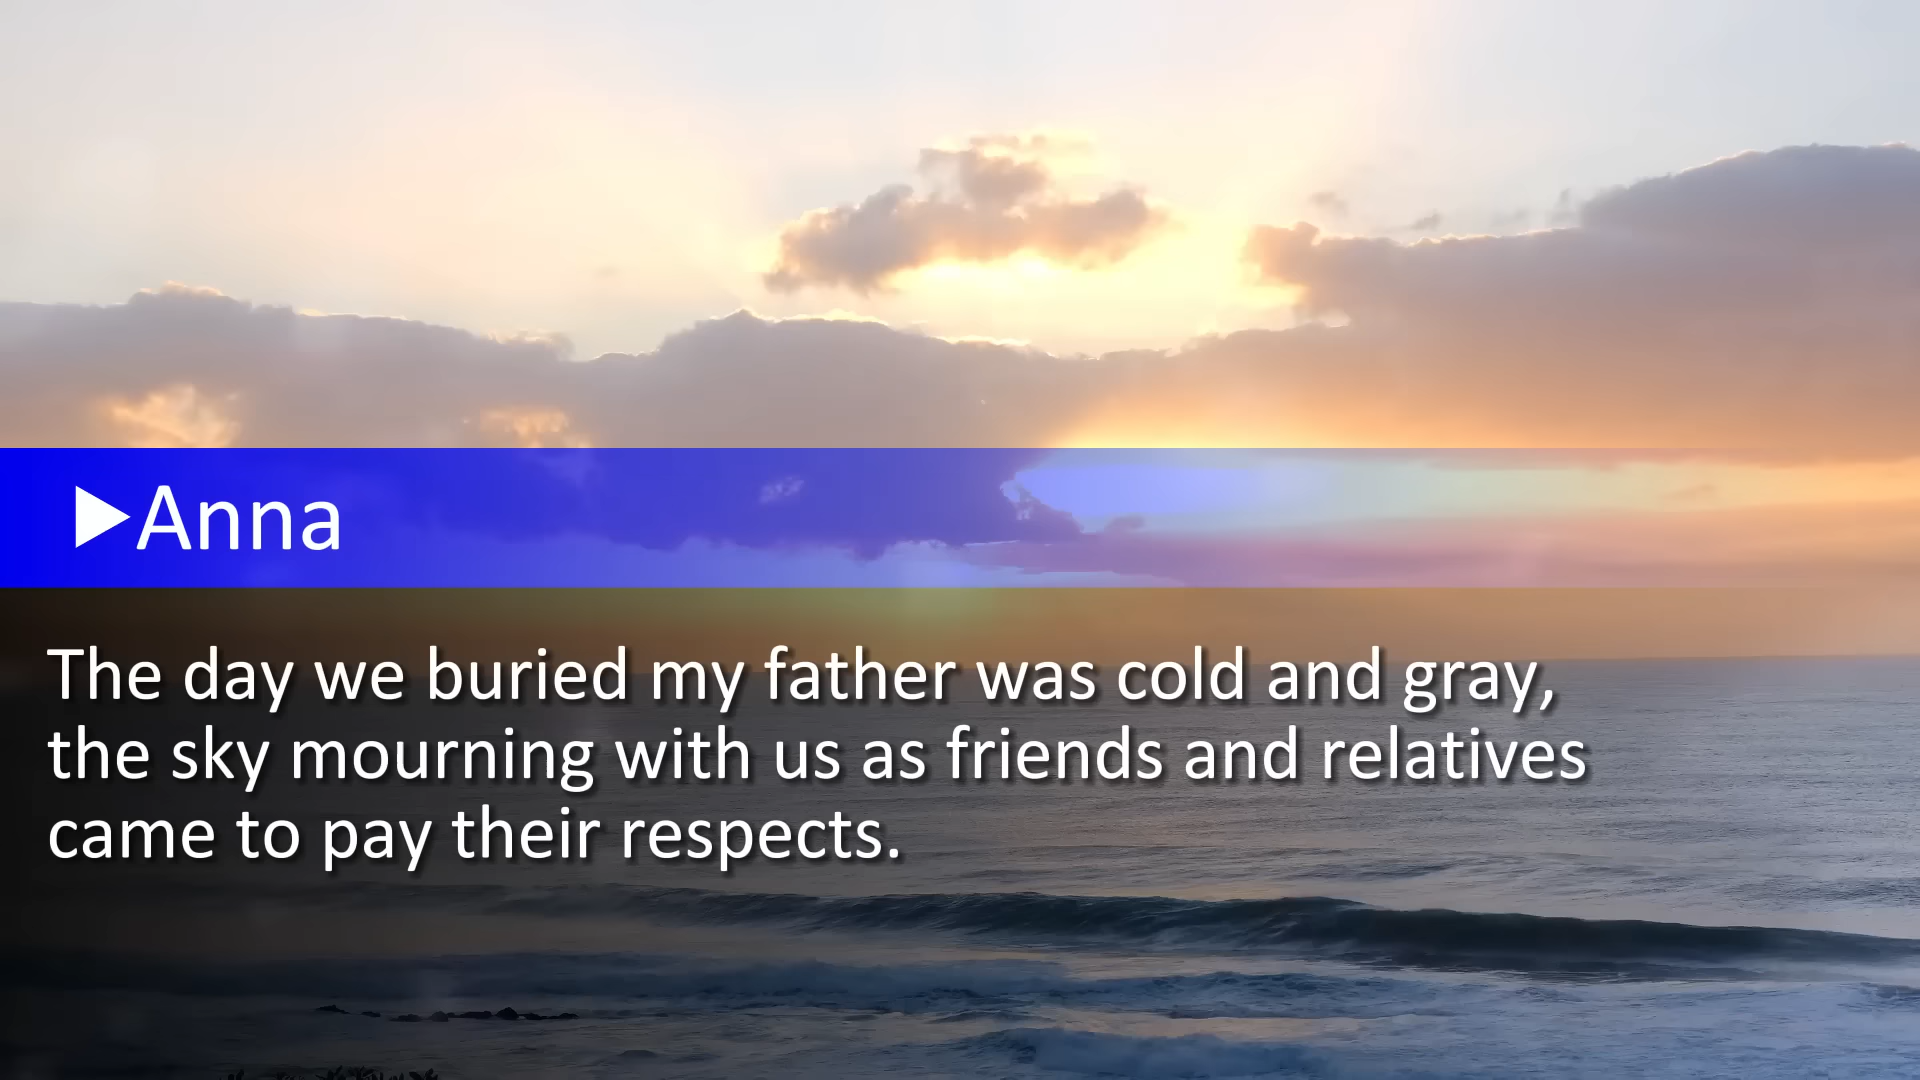 ▶Anna
The day we buried my father was cold and gray,
the sky mourning with us as friends and relatives
came to pay their respects.